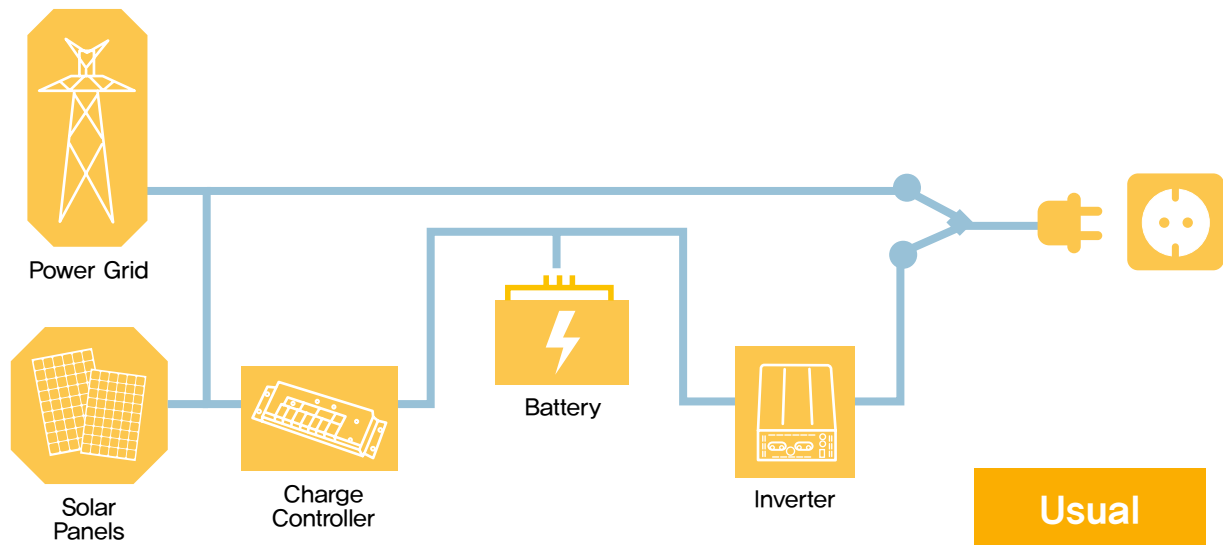 Power Grid
Solar
Panels
Charge
Controller
Battery
Inverter
Usual